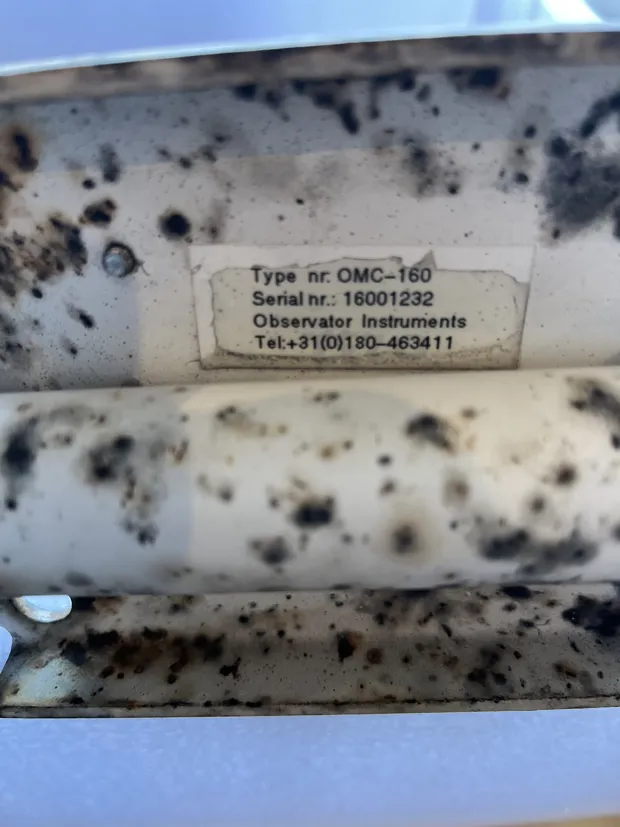 Type nr: OMC-160
Serial nr.: 16001232
Observator Instruments
Tel:+31(0)180-463411